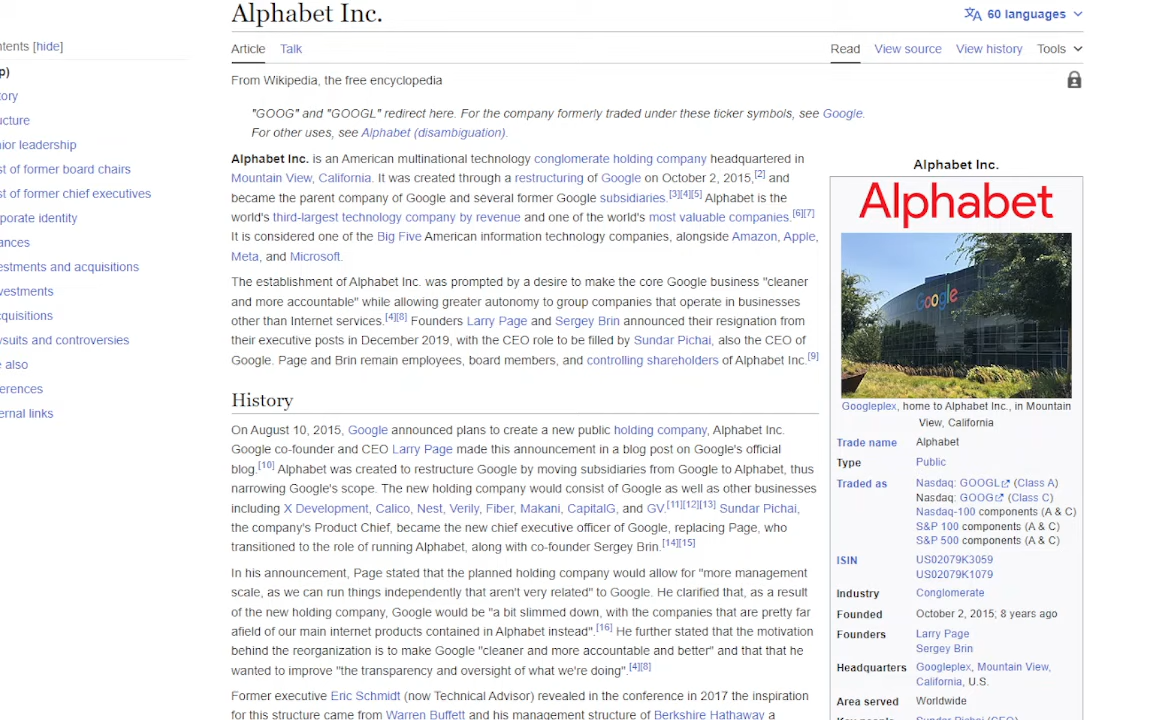 Alphabet Inc.
60 languages
ntents [hide]
Article Talk
Read View source View history Tools
p)
From Wikipedia, the free encyclopedia
tory
ucture
nior leadership
st of former board chairs
st of former chief executives
rporate identity
ances
estments and acquisitions
vestments
cquisitions
wsuits and controversies
e also
ferences
ernal links
"GOOG" and "GOOGL" redirect here. For the company formerly traded under these ticker symbols, see Google.
For other uses, see Alphabet (disambiguation).
Alphabet Inc. is an American multinational technology conglomerate holding company headquartered in
Mountain View, California. It was created through a restructuring of Google on October 2, 2015,[2] and
became the parent company of Google and several former Google subsidiaries.[3][4][5] Alphabet is the
world's third-largest technology company by revenue and one of the world's most valuable companies.[6][7]
It is considered one of the Big Five American information technology companies, alongside Amazon, Apple,
Meta, and Microsoft.
The establishment of Alphabet Inc. was prompted by a desire to make the core Google business "cleaner
and more accountable" while allowing greater autonomy to group companies that operate in businesses
other than Internet services.[4][8] Founders Larry Page and Sergey Brin announced their resignation from
their executive posts in December 2019, with the CEO role to be filled by Sundar Pichai, also the CEO of
Google. Page and Brin remain employees, board members, and controlling shareholders of Alphabet Inc.[9]
History
On August 10, 2015, Google announced plans to create a new public holding company, Alphabet Inc.
Google co-founder and CEO Larry Page made this announcement in a blog post on Google's official
blog.[10] Alphabet was created to restructure Google by moving subsidiaries from Google to Alphabet, thus
narrowing Google's scope. The new holding company would consist of Google as well as other businesses
including X Development, Calico, Nest, Verily, Fiber, Makani, CapitalG, and GV.[11][12][13] Sundar Pichai,
the company's Product Chief, became the new chief executive officer of Google, replacing Page, who
transitioned to the role of running Alphabet, along with co-founder Sergey Brin.[14][15]
In his announcement, Page stated that the planned holding company would allow for "more management
scale, as we can run things independently that aren't very related" to Google. He clarified that, as a result
of the new holding company, Google would be "a bit slimmed down, with the companies that are pretty far
afield of our main internet products contained in Alphabet instead".[16] He further stated that the motivation
behind the reorganization is to make Google "cleaner and more accountable and better" and that that he
wanted to improve "the transparency and oversight of what we're doing".[4][8]
Former executive Eric Schmidt (now Technical Advisor) revealed in the conference in 2017 the inspiration
for this structure came from Warren Buffett and his management structure of Berkshire Hathaway a
Alphabet Inc.
Alphabet
Google
Googleplex, home to Alphabet Inc., in Mountain
View, California
Trade name Alphabet
Type Public
Traded as Nasdaq: GOOGL (Class A)
Nasdaq: GOOG (Class C)
Nasdaq-100 components (A & C)
S&P 100 components (A & C)
S&P 500 components (A & C)
ISIN US02079K3059
US02079K1079
Industry Conglomerate
Founded October 2, 2015; 8 years ago
Founders Larry Page
Sergey Brin
Headquarters Googleplex, Mountain View,
California, U.S.
Area served Worldwide
Key people Sundar Pichai (CEO)